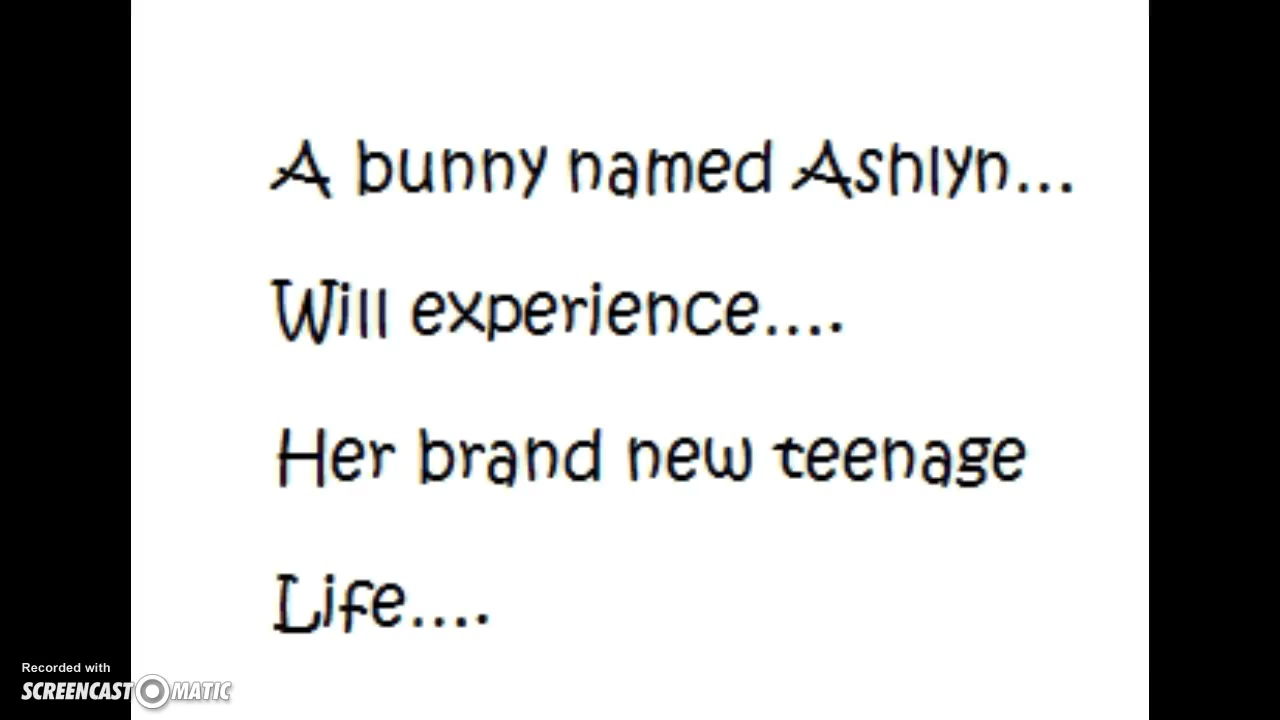 A bunny named Ashlyn...
Will experience....
Her brand new teenage
Life....
Recorded with
SCREENCAST MATIC